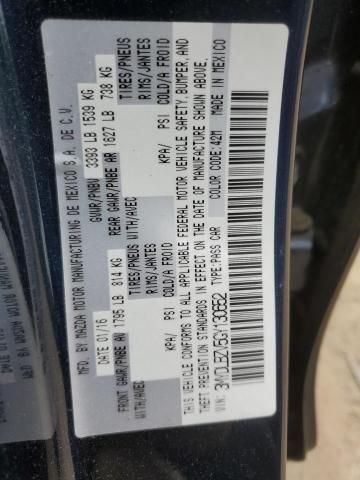 MFD. BY MAZDA MOTOR MANUFACTURING DE MEXICO S.A. DE C.V.
DATE: 01/16 GVWR/PNBV 3393 LB 1539 KG
FRONT GAWR/PNBE AV 1795 LB 814 KG REAR GAWR/PNBE AR 1627 LB 738 KG
WITH/AVEC TIRES/PNEUS WITH/AVEC TIRES/PNEUS
RIMS/JANTES RIMS/JANTES
KPA/ PSI COLD/A FROID KPA/ PSI COLD/A FROID
THIS VEHICLE CONFORMS TO ALL APPLICABLE FEDERAL MOTOR VEHICLE SAFETY, BUMPER, AND
THEFT PREVENTION STANDARDS IN EFFECT ON THE DATE OF MANUFACTURE SHOWN ABOVE.
VIN: 3MYDLBZV5GY130552 TYPE: PASS CAR COLOR CODE: 42M MADE IN MEXICO